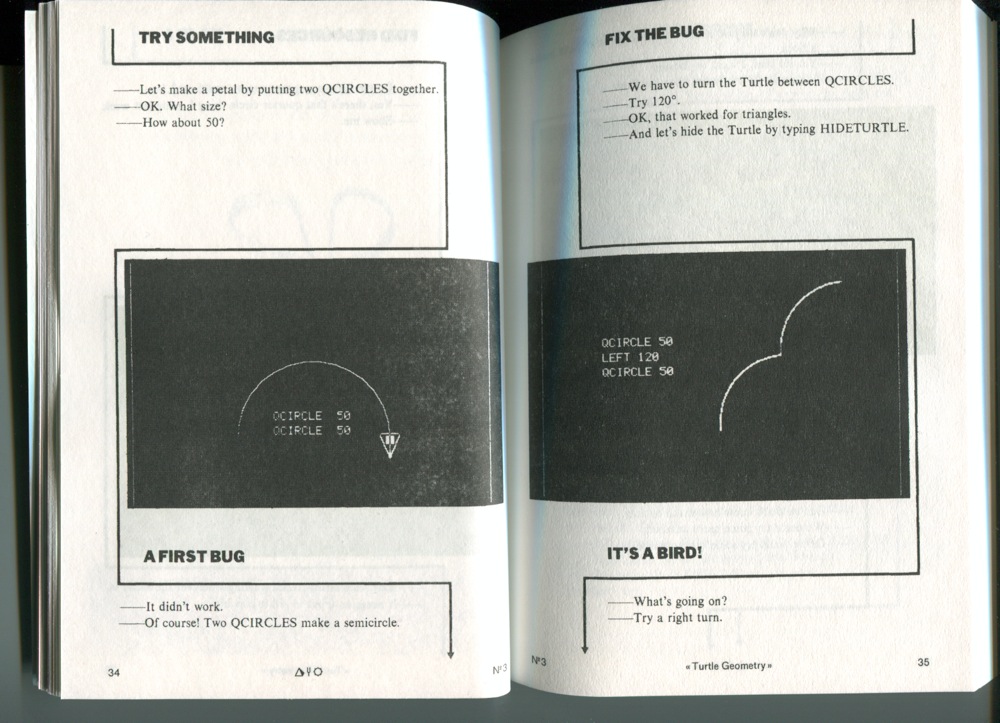 TRY SOMETHING
——Let's make a petal by putting two QCIRCLES together.
——OK. What size?
——How about 50?
QCIRCLE 50
QCIRCLE 50
A FIRST BUG
——It didn't work.
——Of course! Two QCIRCLES make a semicircle.
34
N°3
FIX THE BUG
——We have to turn the Turtle between QCIRCLES.
——Try 120°.
——OK, that worked for triangles.
——And let's hide the Turtle by typing HIDETURTLE.
QCIRCLE 50
LEFT 120
QCIRCLE 50
IT'S A BIRD!
——What's going on?
——Try a right turn.
N°3
«Turtle Geometry»
35